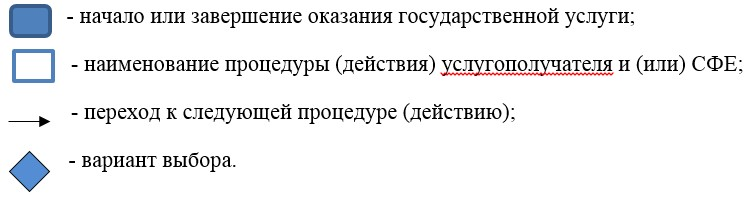 - начало или завершение оказания государственной услуги;
- наименование процедуры (действия) услугополучателя и (или) СФЕ;
- переход к следующей процедуре (действию);
- вариант выбора.